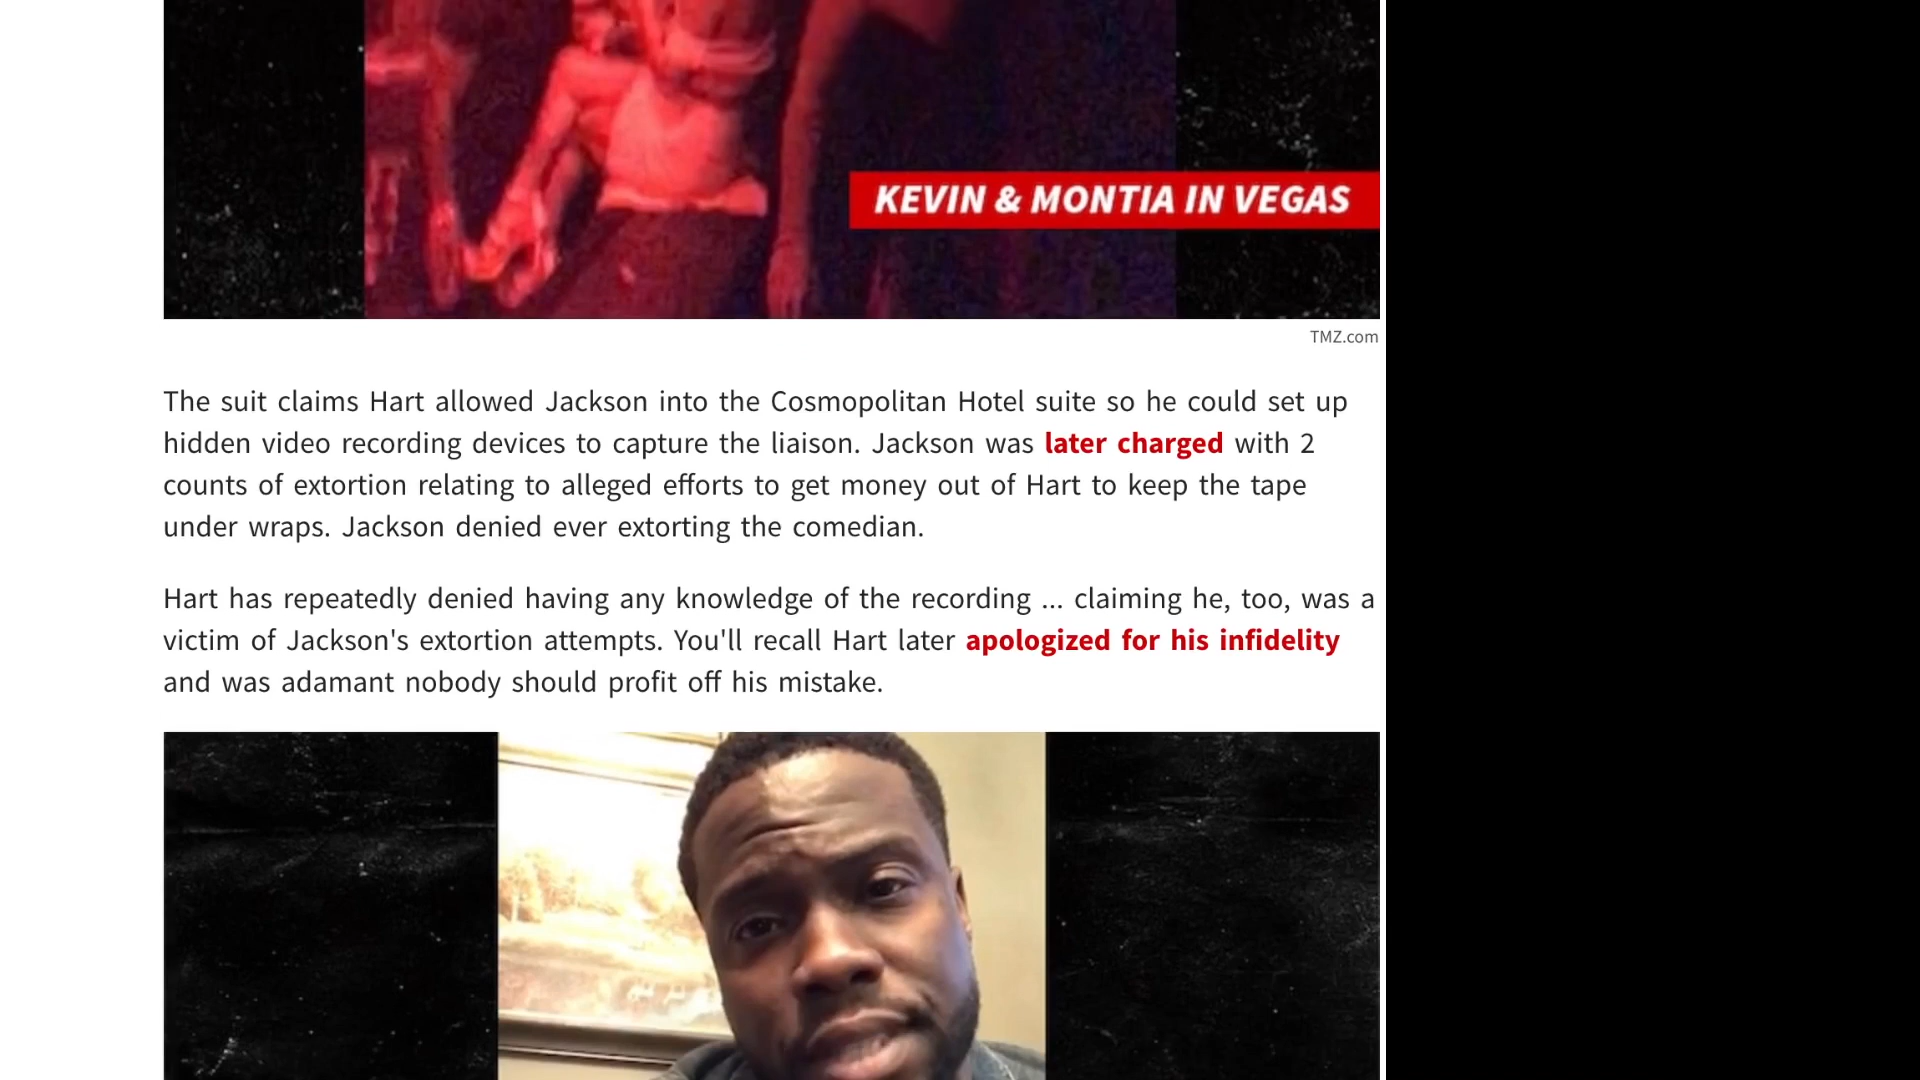 KEVIN & MONTIA IN VEGAS
TMZ.com
The suit claims Hart allowed Jackson into the Cosmopolitan Hotel suite so he could set up
hidden video recording devices to capture the liaison. Jackson was later charged with 2
counts of extortion relating to alleged efforts to get money out of Hart to keep the tape
under wraps. Jackson denied ever extorting the comedian.
Hart has repeatedly denied having any knowledge of the recording ... claiming he, too, was a
victim of Jackson's extortion attempts. You'll recall Hart later apologized for his infidelity
and was adamant nobody should profit off his mistake.